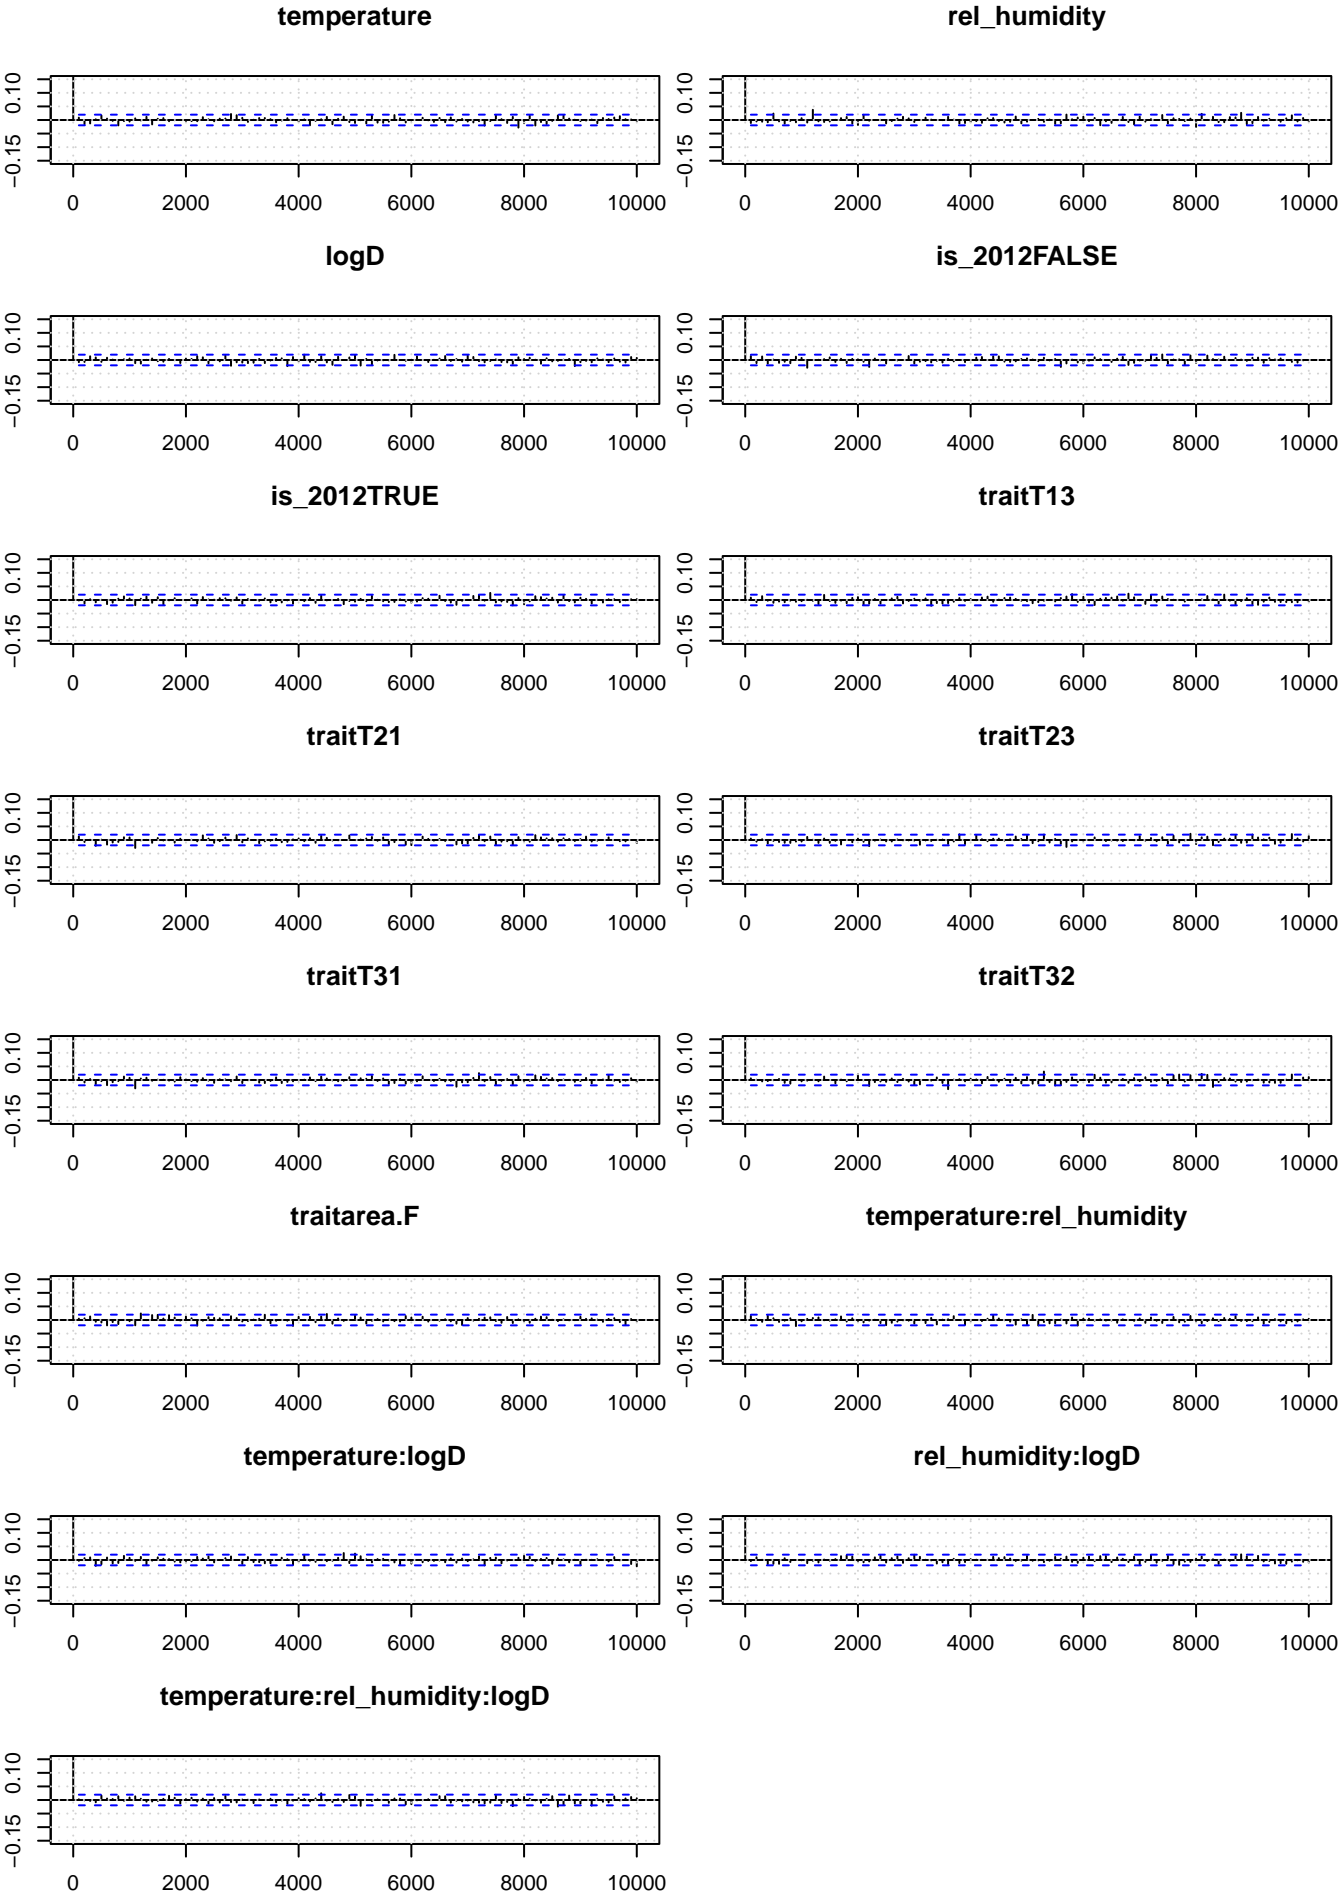 temperature
rel_humidity
0.10
−0.15
0 2000 4000 6000 8000 10000
0.10
−0.15
0 2000 4000 6000 8000 10000
logD
is_2012FALSE
0.10
−0.15
0 2000 4000 6000 8000 10000
0.10
−0.15
0 2000 4000 6000 8000 10000
is_2012TRUE
traitT13
0.10
−0.15
0 2000 4000 6000 8000 10000
0.10
−0.15
0 2000 4000 6000 8000 10000
traitT21
traitT23
0.10
−0.15
0 2000 4000 6000 8000 10000
0.10
−0.15
0 2000 4000 6000 8000 10000
traitT31
traitT32
0.10
−0.15
0 2000 4000 6000 8000 10000
0.10
−0.15
0 2000 4000 6000 8000 10000
traitarea.F
temperature:rel_humidity
0.10
−0.15
0 2000 4000 6000 8000 10000
0.10
−0.15
0 2000 4000 6000 8000 10000
temperature:logD
rel_humidity:logD
0.10
−0.15
0 2000 4000 6000 8000 10000
0.10
−0.15
0 2000 4000 6000 8000 10000
temperature:rel_humidity:logD
0.10
−0.15
0 2000 4000 6000 8000 10000